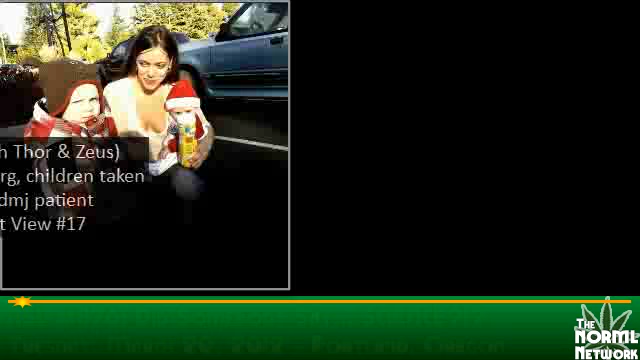 h Thor & Zeus)
rg, children taken
dmj patient
t View #17
THE
NORML
NETWORK